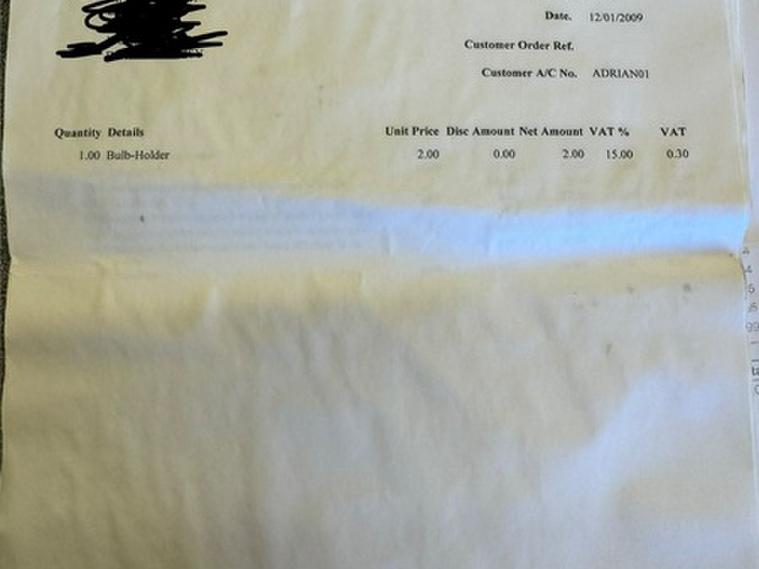 Date. 12/01/2009
Customer Order Ref.
Customer A/C No. ADRIAN01
Quantity Details Unit Price Disc Amount Net Amount VAT % VAT
1.00 Bulb-Holder 2.00 0.00 2.00 15.00 0.30